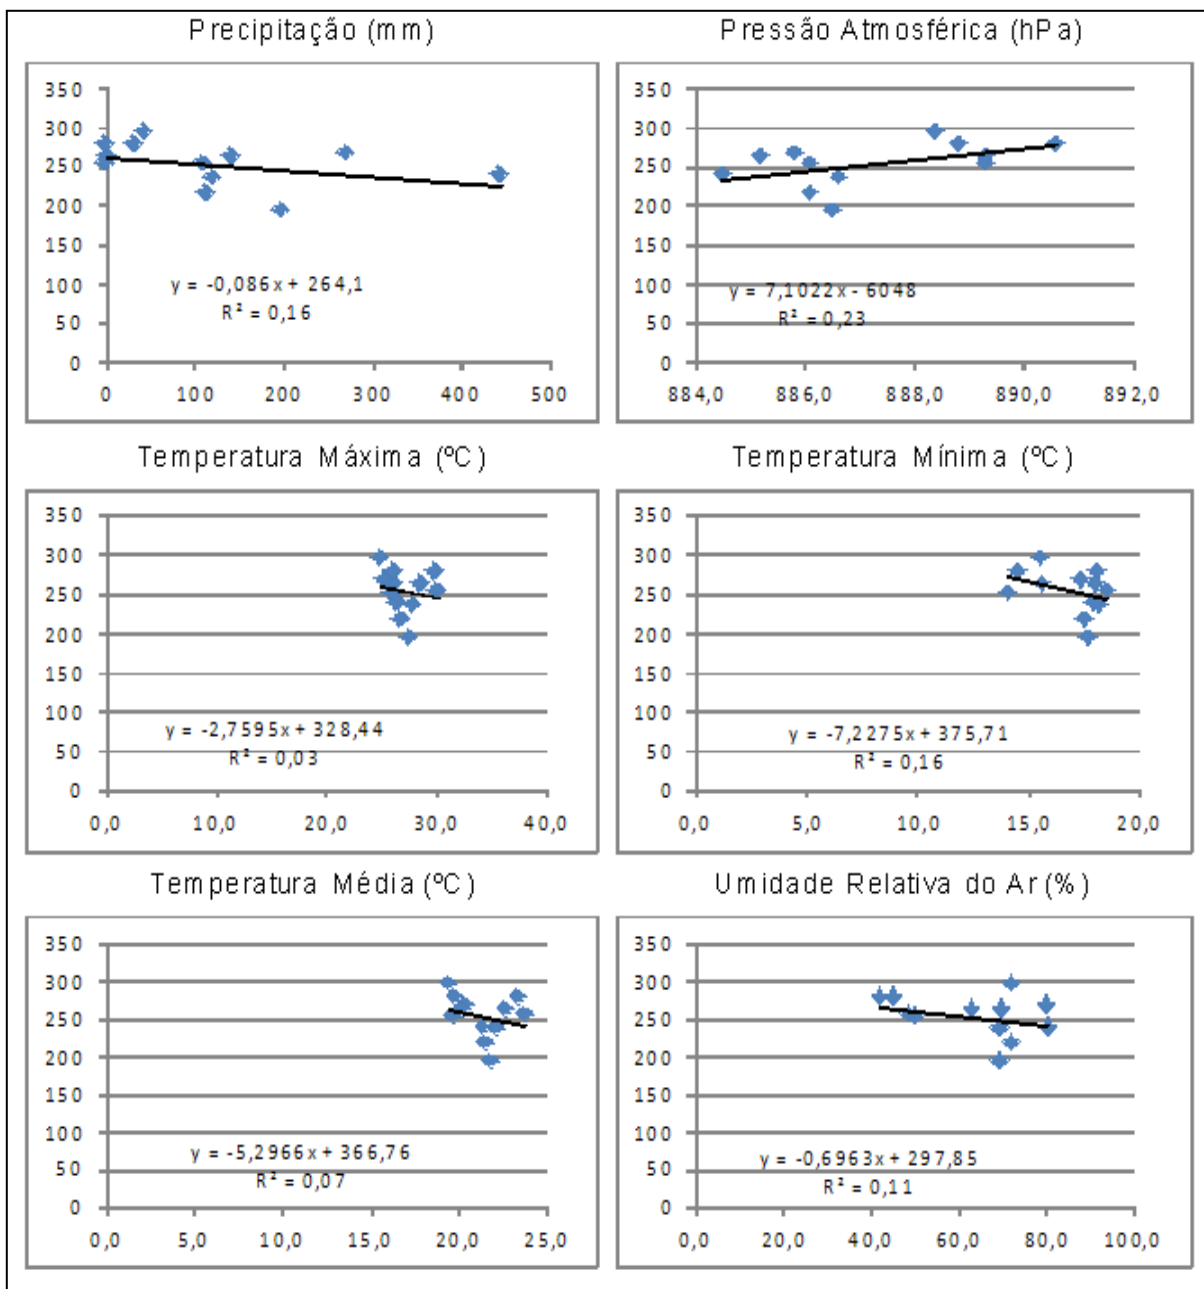 Precipitação (mm)
350
300
250
200
150
100
50
0
y = -0,086x + 264,1
R² = 0,16
0 100 200 300 400 500
Pressão Atmosférica (hPa)
350
300
250
200
150
100
50
0
y = 7,1022x - 6048
R² = 0,23
884,0 886,0 888,0 890,0 892,0
Temperatura Máxima (ºC)
350
300
250
200
150
100
50
0
y = -2,7595x + 328,44
R² = 0,03
0,0 10,0 20,0 30,0 40,0
Temperatura Mínima (ºC)
350
300
250
200
150
100
50
0
y = -7,2275x + 375,71
R² = 0,16
0,0 5,0 10,0 15,0 20,0
Temperatura Média (ºC)
350
300
250
200
150
100
50
0
y = -5,2966x + 366,76
R² = 0,07
0,0 5,0 10,0 15,0 20,0 25,0
Umidade Relativa do Ar (%)
350
300
250
200
150
100
50
0
y = -0,6963x + 297,85
R² = 0,11
0,0 20,0 40,0 60,0 80,0 100,0